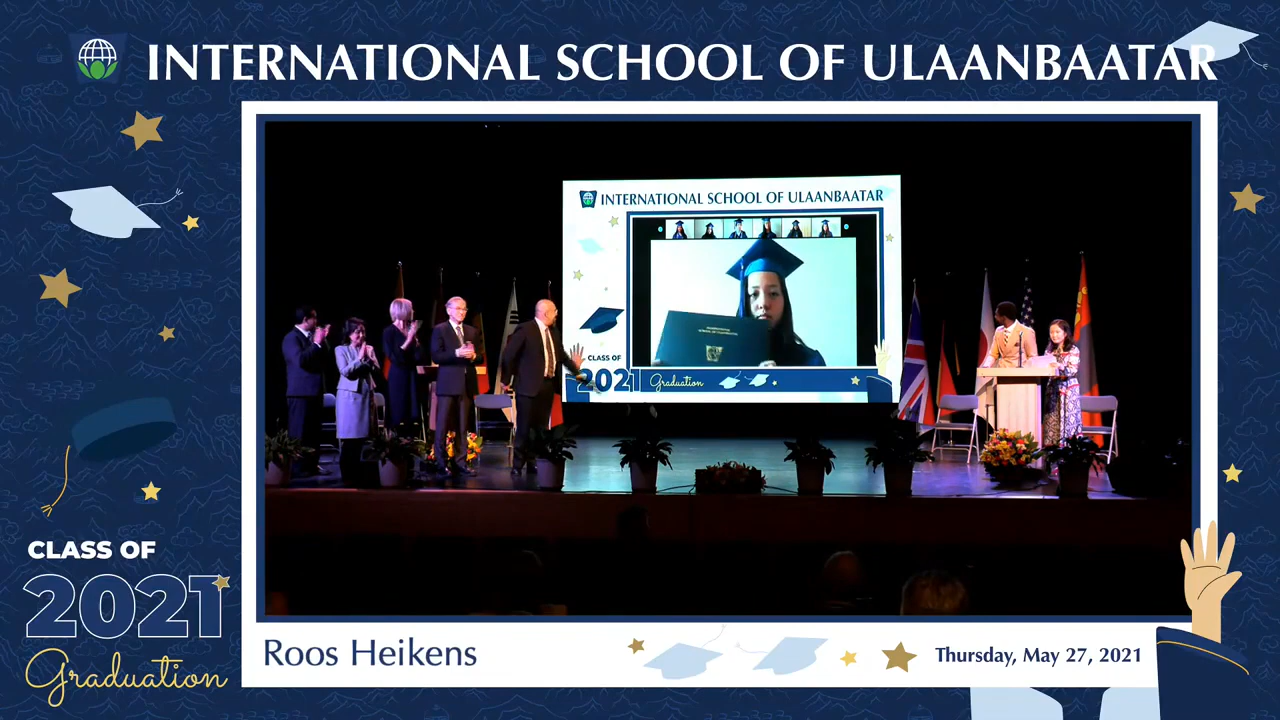 INTERNATIONAL SCHOOL OF ULAANBAATAR
INTERNATIONAL SCHOOL OF ULAANBAATAR
CLASS OF
2021
Graduation
CLASS OF
2021
Graduation
Roos Heikens
Thursday, May 27, 2021